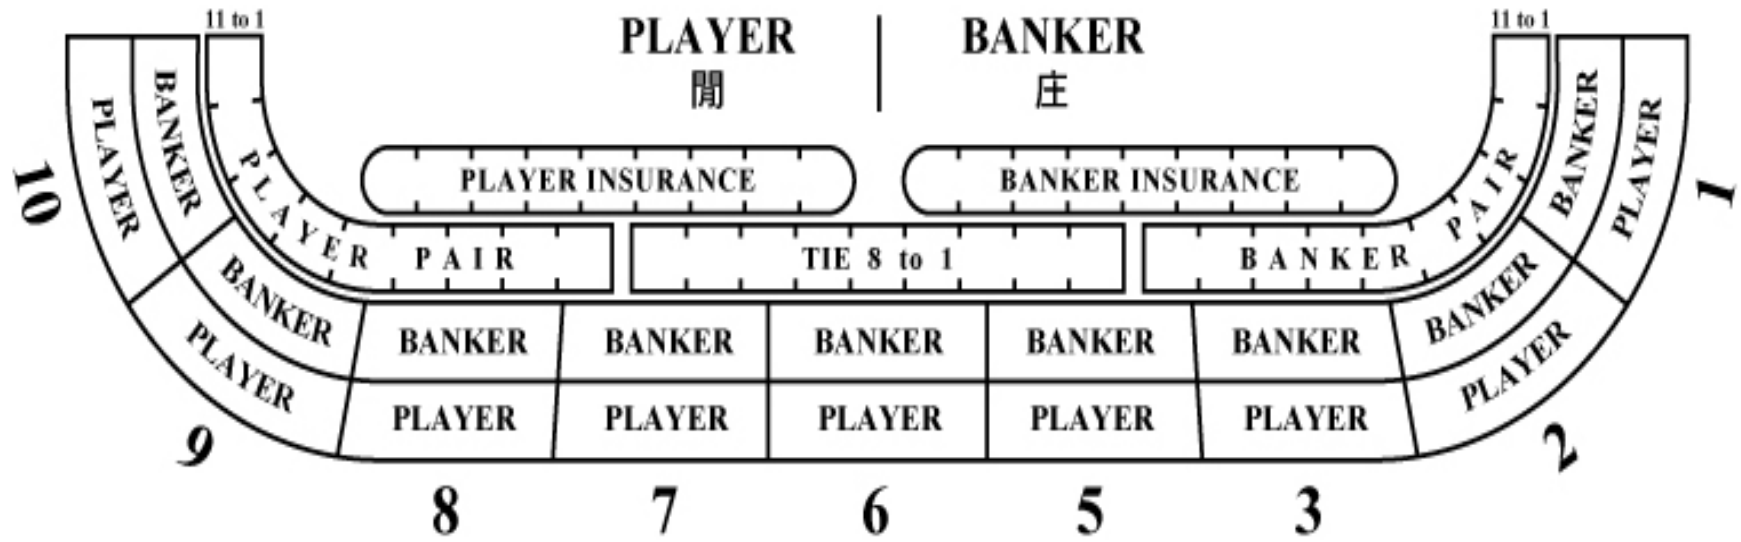 11 to 1
PLAYER
閒
BANKER
庄
11 to 1
PLAYER INSURANCE
BANKER INSURANCE
PLAYER PAIR
TIE 8 to 1
BANKER PAIR
10
PLAYER
BANKER
9
PLAYER
BANKER
8
PLAYER
BANKER
7
PLAYER
BANKER
6
PLAYER
BANKER
5
PLAYER
BANKER
3
PLAYER
BANKER
2
PLAYER
BANKER
1
PLAYER
BANKER